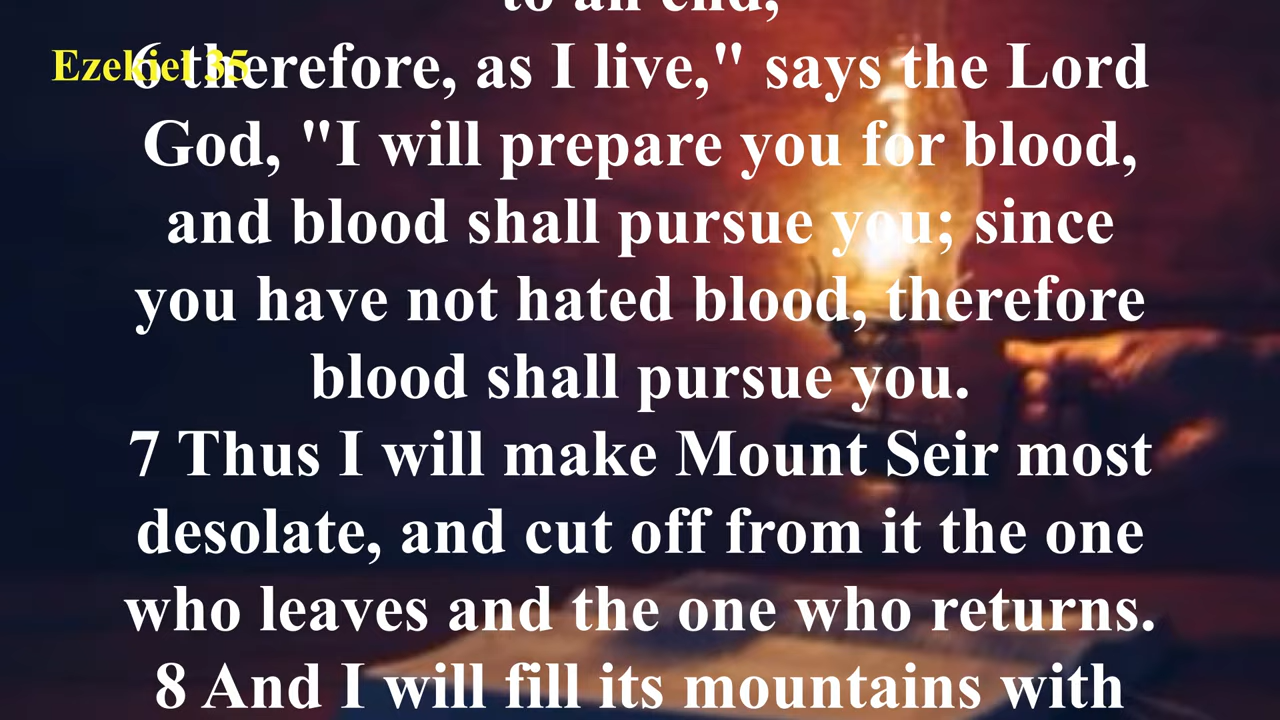 to an end,
Ezekiel 35
6 therefore, as I live," says the Lord
God, "I will prepare you for blood,
and blood shall pursue you; since
you have not hated blood, therefore
blood shall pursue you.
7 Thus I will make Mount Seir most
desolate, and cut off from it the one
who leaves and the one who returns.
8 And I will fill its mountains with